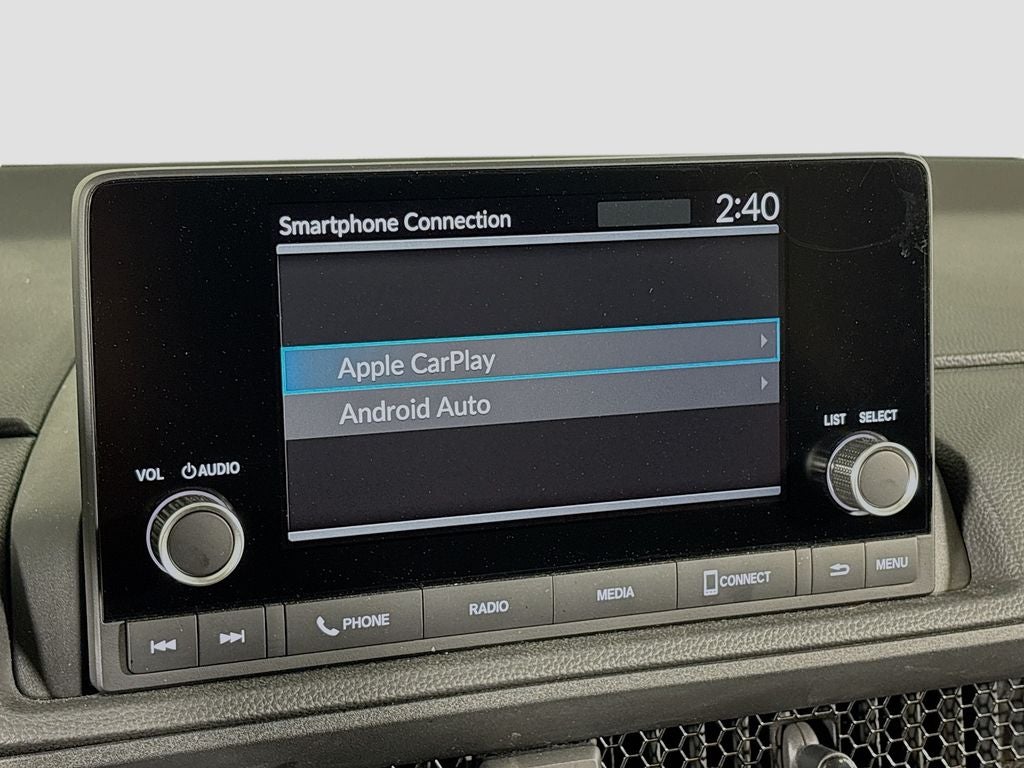 Smartphone Connection 2:40
Apple CarPlay
Android Auto
VOL AUDIO
LIST SELECT
PHONE RADIO MEDIA CONNECT MENU